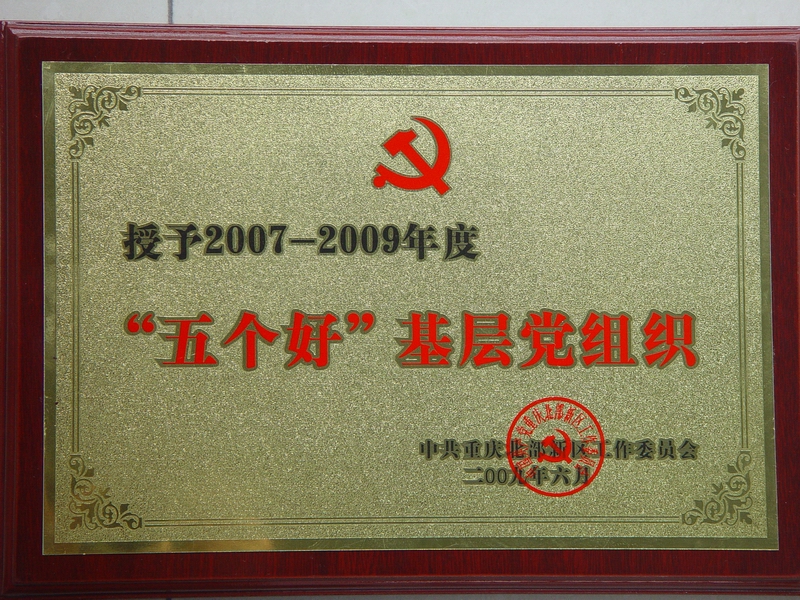 授予2007-2009年度
“五个好”基层党组织
中共重庆北部新区工作委员会
二00九年六月